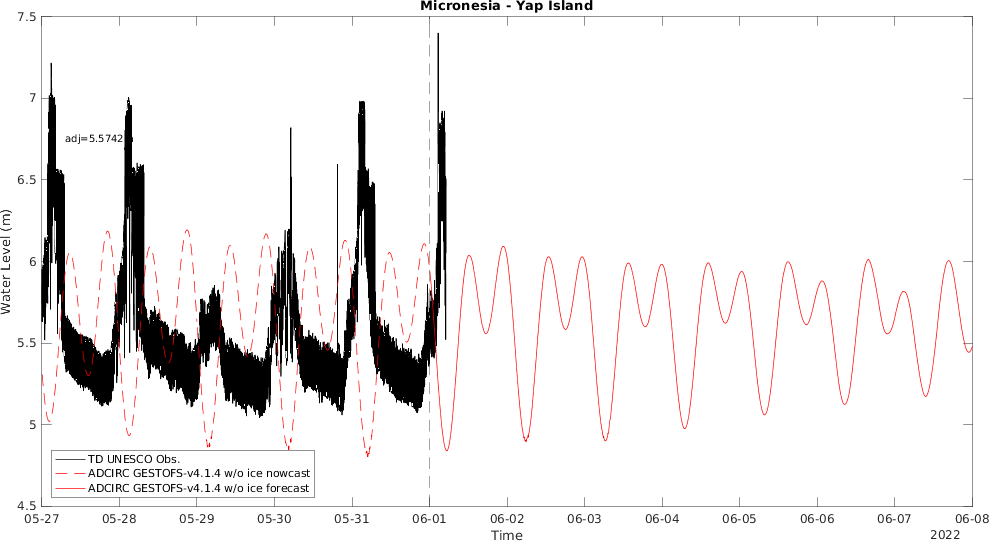 Micronesia - Yap Island
7.5
7
6.5
6
5.5
5
4.5
Water Level (m)
adj=5.5742
TD UNESCO Obs.
ADCIRC GESTOFS-v4.1.4 w/o ice nowcast
ADCIRC GESTOFS-v4.1.4 w/o ice forecast
05-27 05-28 05-29 05-30 05-31 06-01 06-02 06-03 06-04 06-05 06-06 06-07 06-08
Time
2022